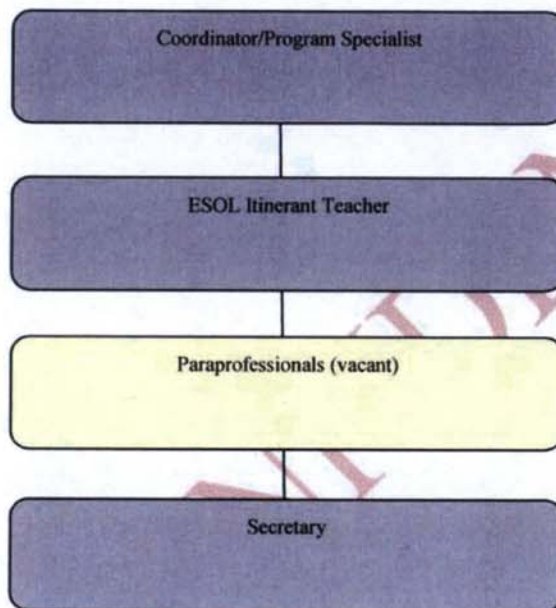 Coordinator/Program Specialist
ESOL Itinerant Teacher
Paraprofessionals (vacant)
Secretary